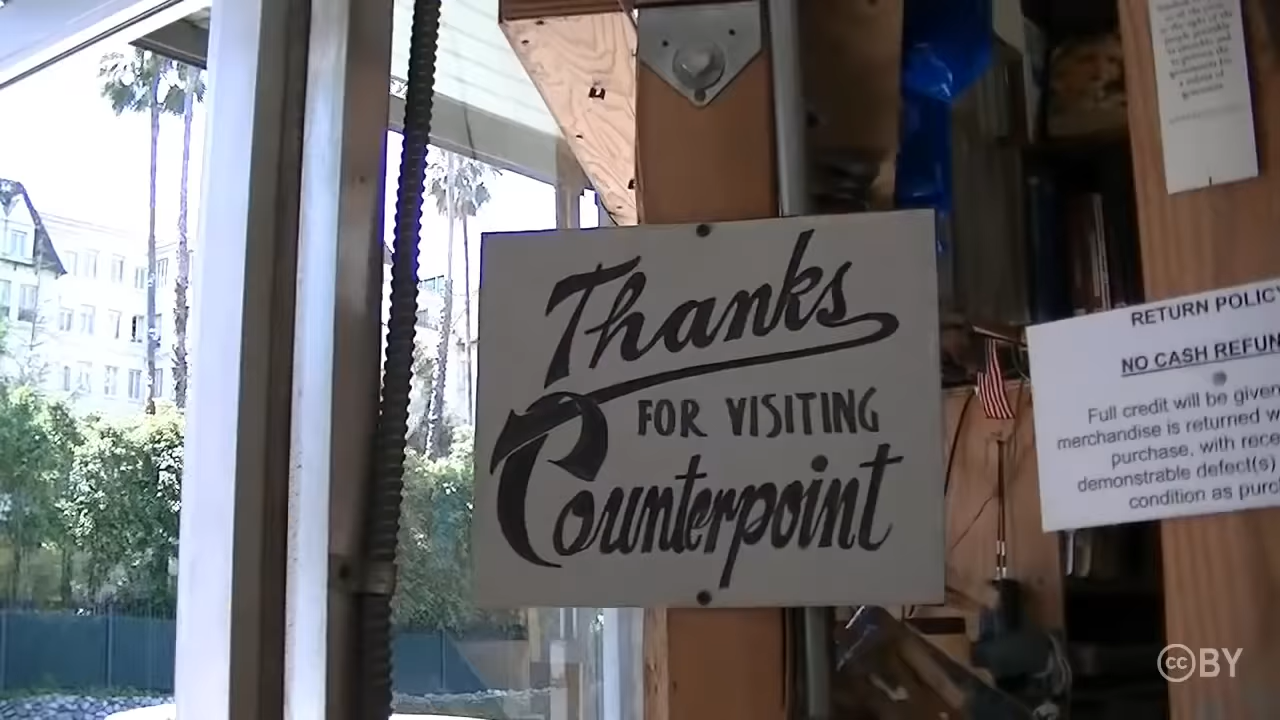 Thanks
FOR VISITING
Counterpoint
RETURN POLICY
NO CASH REFUN
Full credit will be given
merchandise is returned w
purchase, with rece
demonstrable defect(s)
condition as purc
cc BY